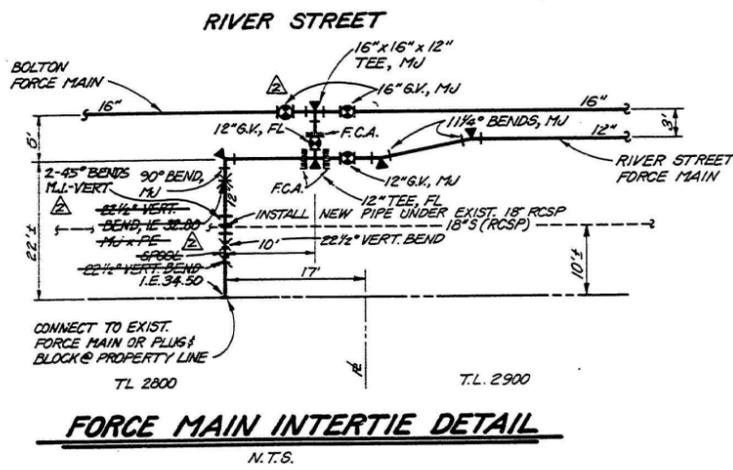 RIVER STREET
16" x 16" x 12"
TEE, MJ
BOLTON
FORCE MAIN
2
16" G.V., MJ
16"
16"
11¼° BENDS, MJ
3'
12" G.V., FL
F.C.A.
12"
RIVER STREET
FORCE MAIN
2-45° BENDS
M.J.-VERT
90° BEND,
MJ
12"
F.C.A.
12" G.V., MJ
12" TEE, FL
2
22½° VERT.
BEND, I.E. 32.80
MJ x PE
SPOOL
22½° VERT. BEND
I.E. 34.50
INSTALL NEW PIPE UNDER EXIST. 18" RCSP
18" S (RCSP)
2
10'
22½° VERT. BEND
22'±
10'±
17'
CONNECT TO EXIST.
FORCE MAIN OR PLUG &
BLOCK @ PROPERTY LINE
TL 2800
T.L. 2900
FORCE MAIN INTERTIE DETAIL
N.T.S.